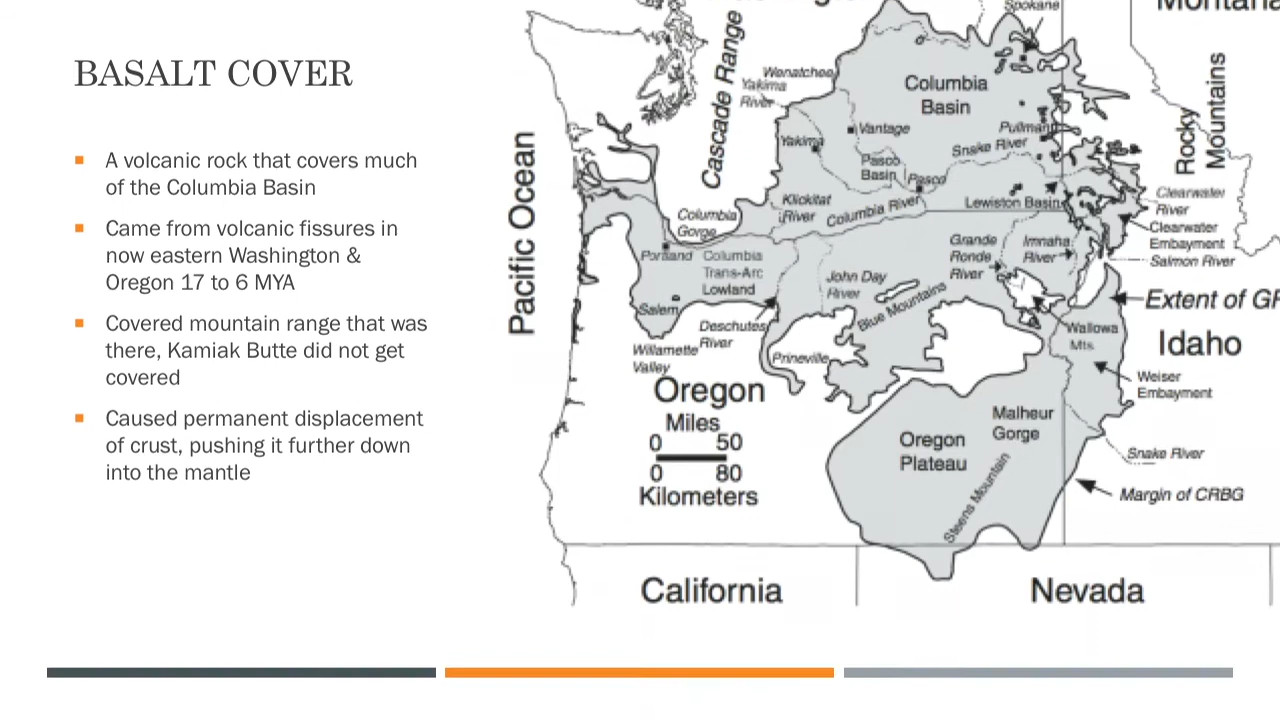 BASALT COVER
A volcanic rock that covers much
of the Columbia Basin
Came from volcanic fissures in
now eastern Washington &
Oregon 17 to 6 MYA
Covered mountain range that was
there, Kamiak Butte did not get
covered
Caused permanent displacement
of crust, pushing it further down
into the mantle
Spokane
Montana
Cascade Range
Wenatchee
Yakima
River
Columbia
Basin
Rocky
Mountains
Pacific Ocean
Vantage
Pullman
Yakima
Snake River
Pasco
Basin
Pasco
Klickitat
River
Columbia River
Lewiston Basin
Clearwater
River
Columbia
Gorge
Clearwater
Embayment
Grande
Ronde
River
Imnaha
River
Salmon River
Portland
Columbia
Trans-Arc
Lowland
John Day
River
Blue Mountains
Extent of GR
Salem
Deschutes
River
Wallowa
Mts.
Idaho
Willamette
Valley
Prineville
Weiser
Embayment
Oregon
Miles
0 50
0 80
Kilometers
Malheur
Gorge
Oregon
Plateau
Steens Mountain
Snake River
Margin of CRBG
California
Nevada